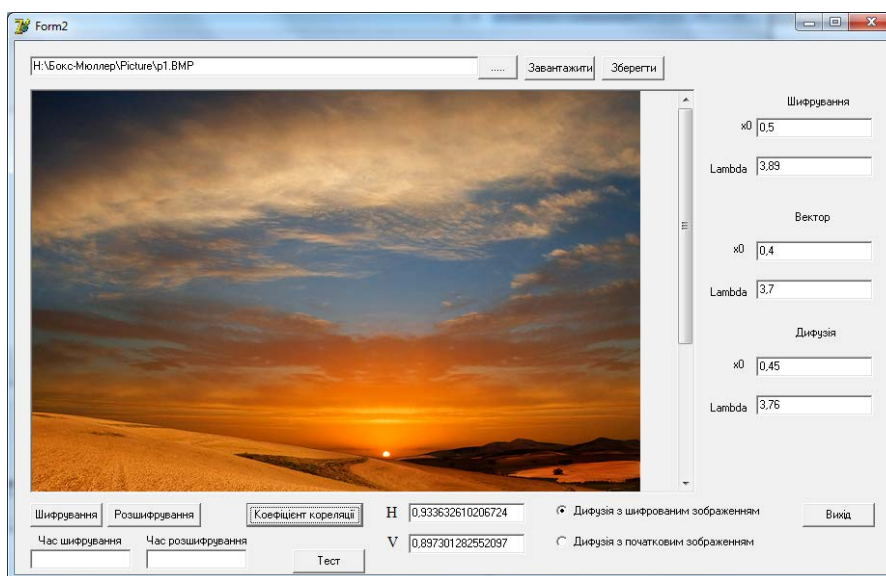 Form2
H:\Бокс-Мюллер\Picture\p1.BMP ..... Завантажити Зберегти
Шифрування
x0 0,5
Lambda 3,89
Вектор
x0 0,4
Lambda 3,7
Дифузія
x0 0,45
Lambda 3,76
Шифрування Розшифрування Коефіцієнт кореляції H 0,933632610206724 Дифузія з шифрованим зображенням Вихід
Час шифрування Час розшифрування V 0,897301282552097 Дифузія з початковим зображенням
Тест